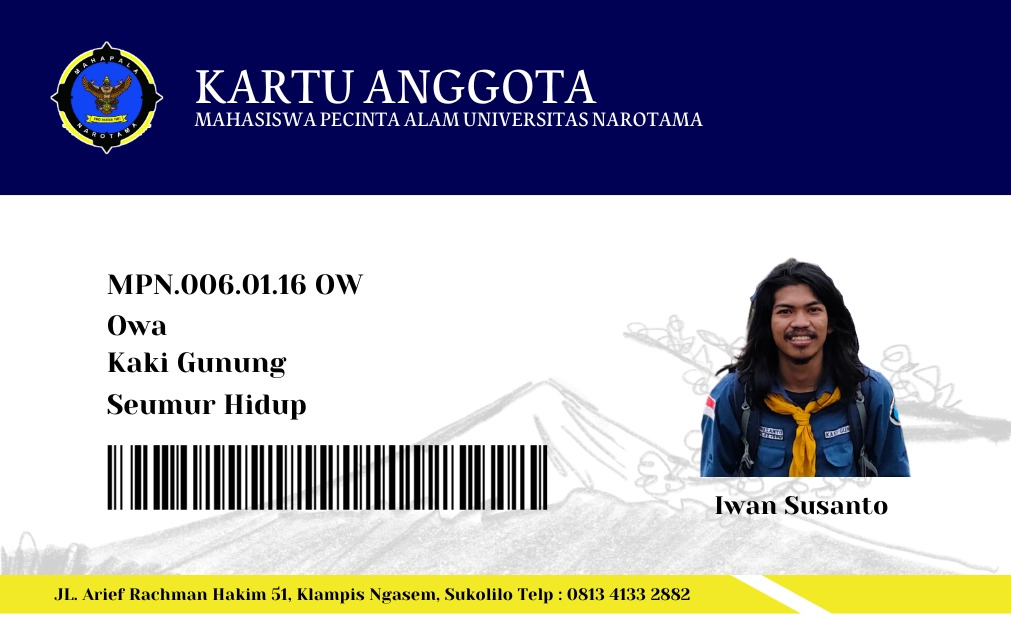 MAHAPALA
NAROTAMA
KARTU ANGGOTA
MAHASISWA PECINTA ALAM UNIVERSITAS NAROTAMA
MPN.006.01.16 OW
Owa
Kaki Gunung
Seumur Hidup
Iwan Susanto
JL. Arief Rachman Hakim 51, Klampis Ngasem, Sukolilo Telp : 0813 4133 2882